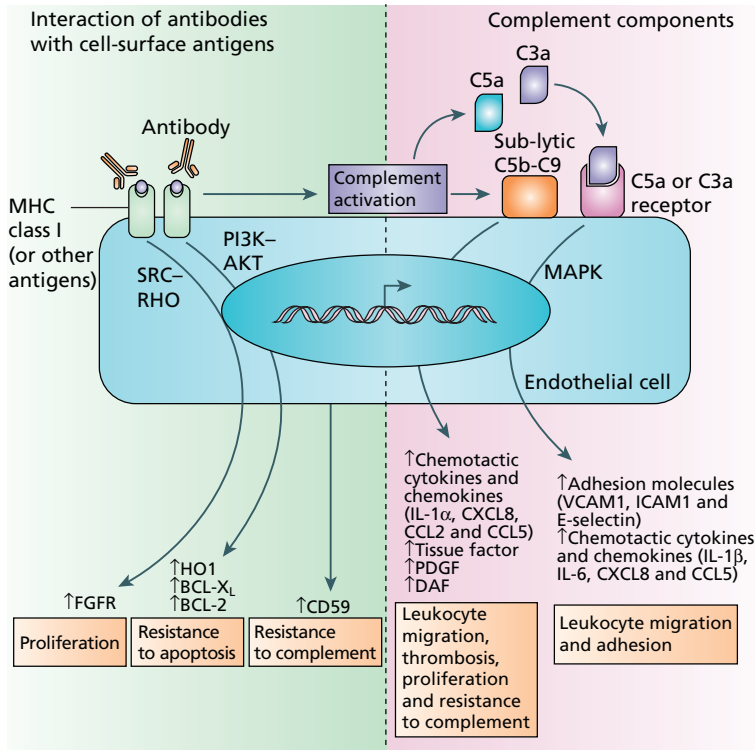 Interaction of antibodies
with cell-surface antigens
Complement components
C3a
C5a
Antibody
Sub-lytic
C5b-C9
Complement
activation
C5a or C3a
receptor
MHC
class I
(or other
antigens)
PI3K–
AKT
SRC–
RHO
MAPK
Endothelial cell
↑FGFR
Proliferation
↑HO1
↑BCL-XL
↑BCL-2
Resistance
to apoptosis
↑CD59
Resistance
to complement
↑Chemotactic
cytokines and
chemokines
(IL-1α, CXCL8,
CCL2 and CCL5)
↑Tissue factor
↑PDGF
↑DAF
Leukocyte
migration,
thrombosis,
proliferation
and resistance
to complement
↑Adhesion molecules
(VCAM1, ICAM1 and
E-selectin)
↑Chemotactic cytokines
and chemokines (IL-1β,
IL-6, CXCL8 and CCL5)
Leukocyte migration
and adhesion